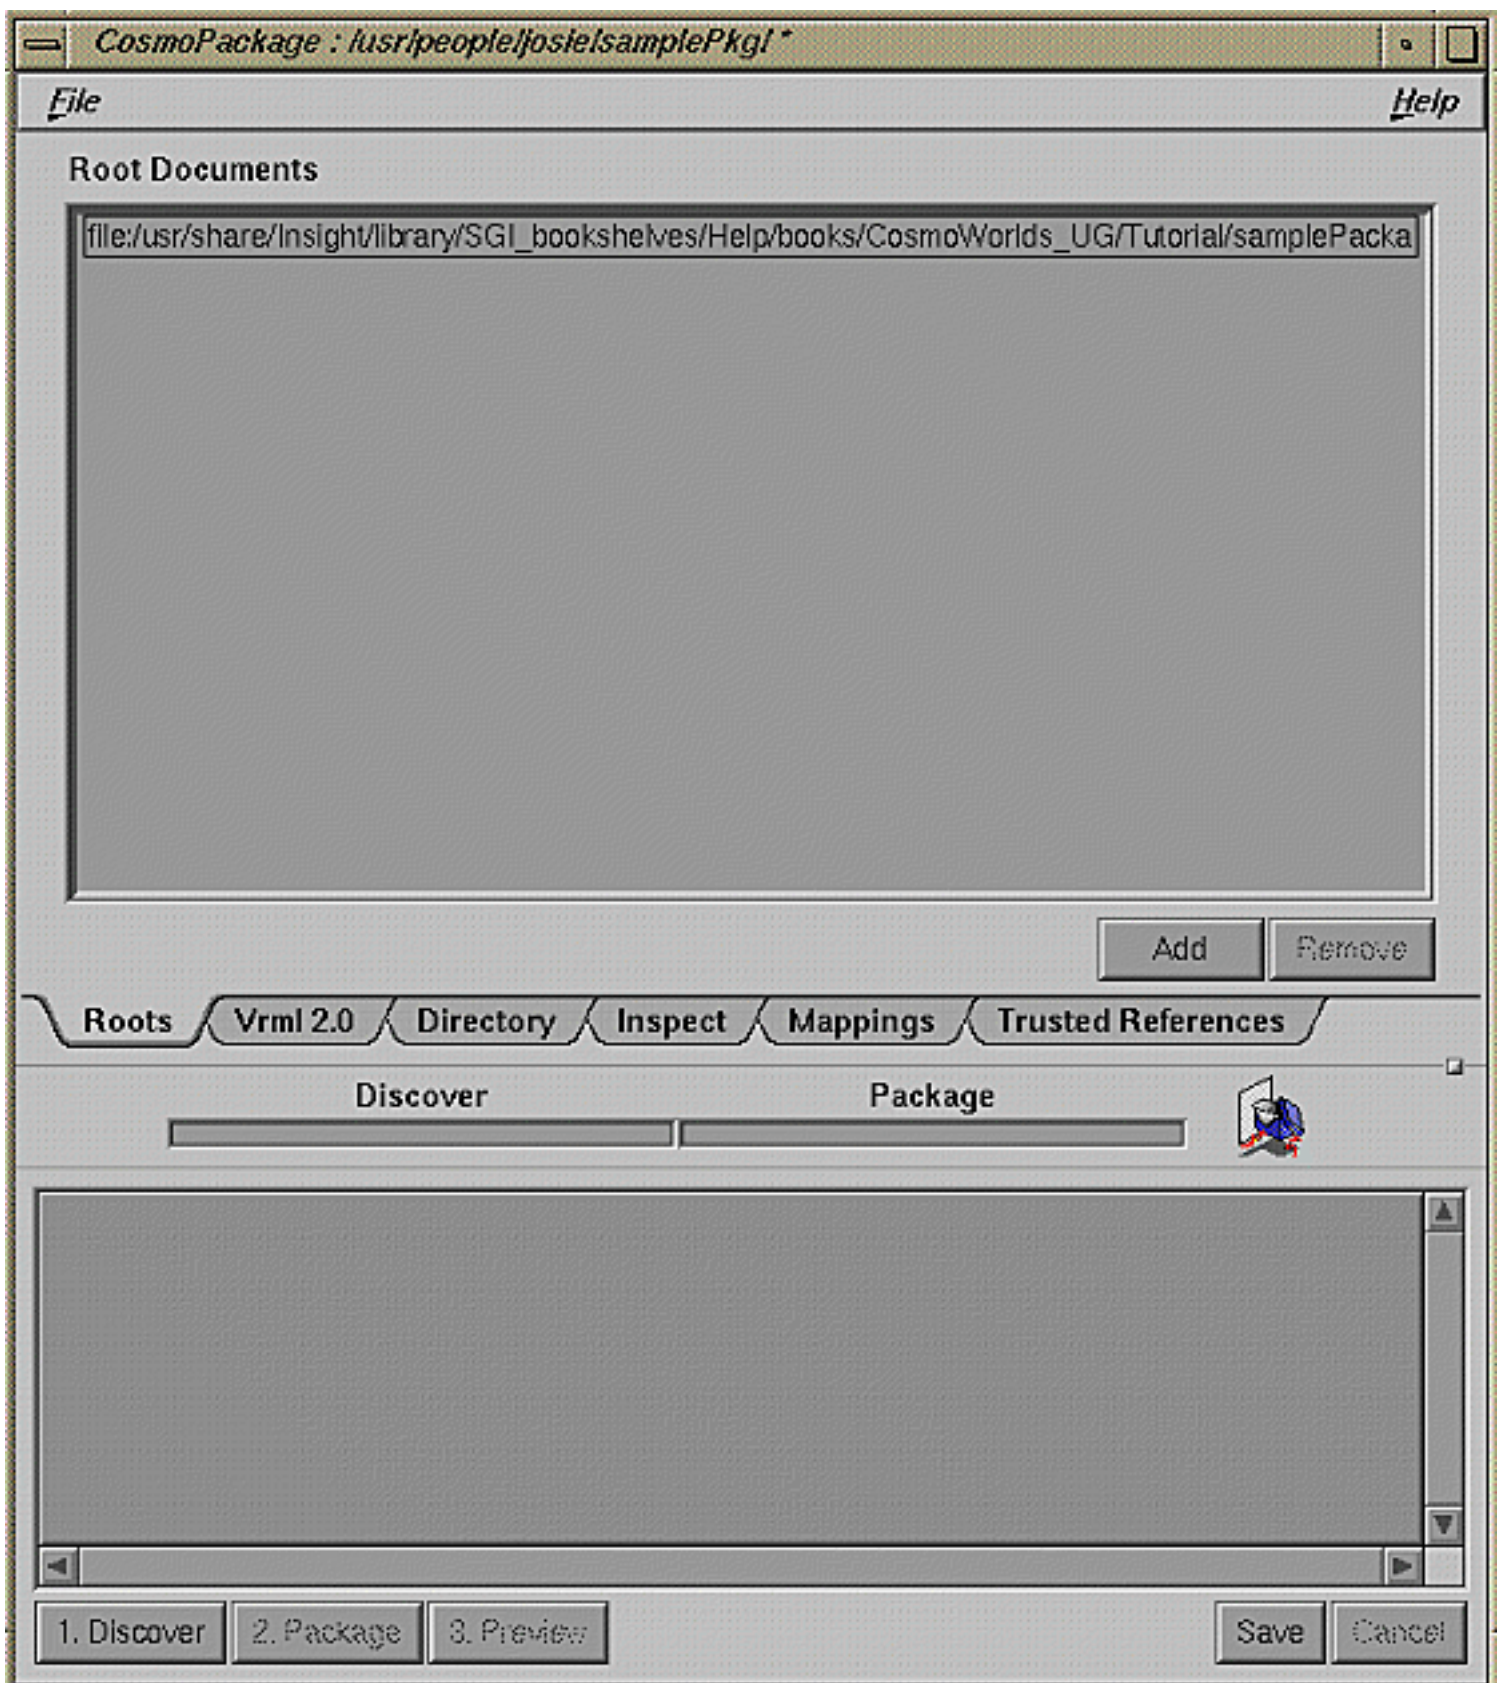 CosmoPackage : /usr/people/josie/samplePkg/ *
File Help
Root Documents
file:/usr/share/Insight/library/SGI_bookshelves/Help/books/CosmoWorlds_UG/Tutorial/samplePacka
Add Remove
Roots Vrml 2.0 Directory Inspect Mappings Trusted References
Discover Package
1. Discover 2. Package 3. Preview Save Cancel